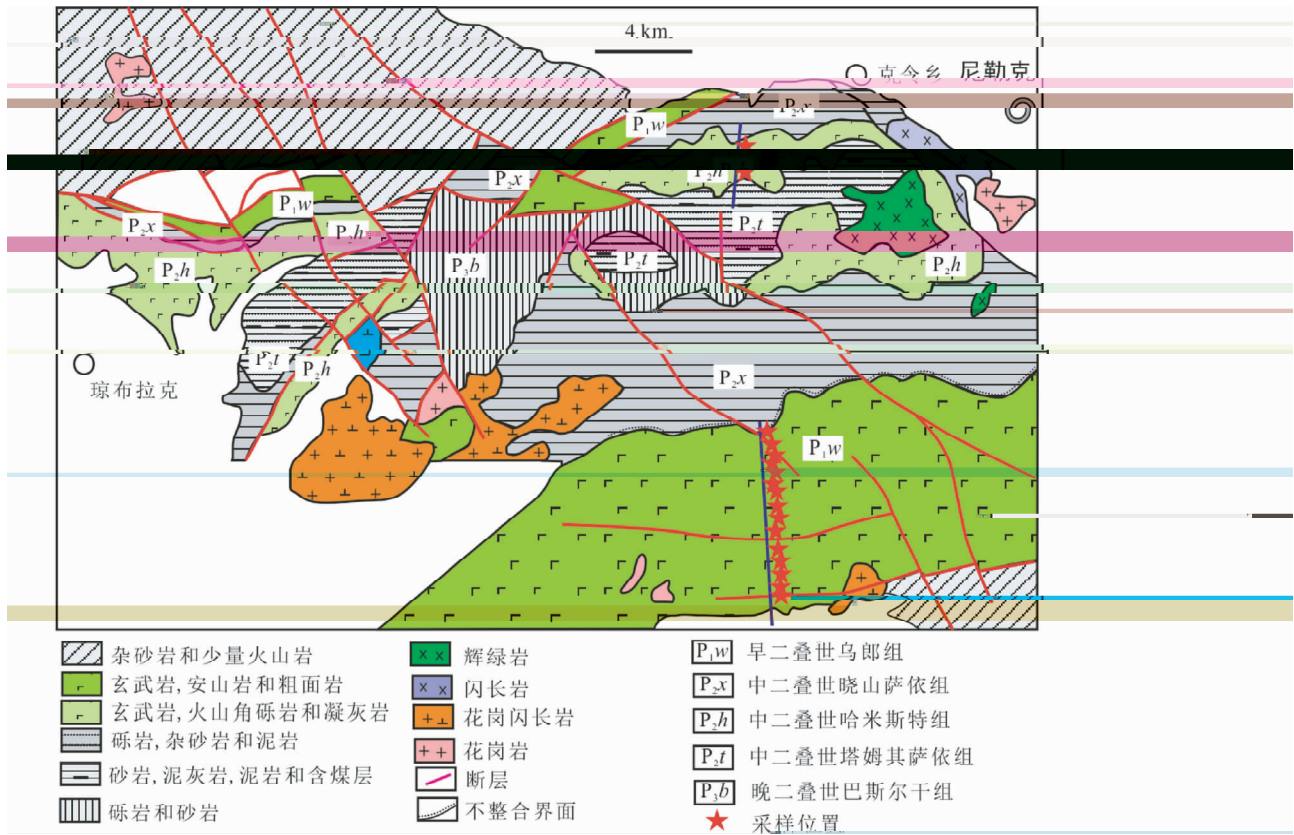 4 km
克令乡 尼勒克
P₂x
P₁w
P₂h
P₂x
P₁w
P₂x
P₂h
P₂t
P₂h
P₃b
P₂t
P₂h
P₂t
P₂h
P₂x
琼布拉克
P₁w
杂砂岩和少量火山岩
玄武岩,安山岩和粗面岩
玄武岩,火山角砾岩和凝灰岩
砾岩,杂砂岩和泥岩
砂岩,泥灰岩,泥岩和含煤层
砾岩和砂岩
辉绿岩
闪长岩
花岗闪长岩
花岗岩
断层
不整合界面
P₁w 早二叠世乌郎组
P₂x 中二叠世晓山萨依组
P₂h 中二叠世哈米斯特组
P₂t 中二叠世塔姆其萨依组
P₃b 晚二叠世巴斯尔干组
采样位置